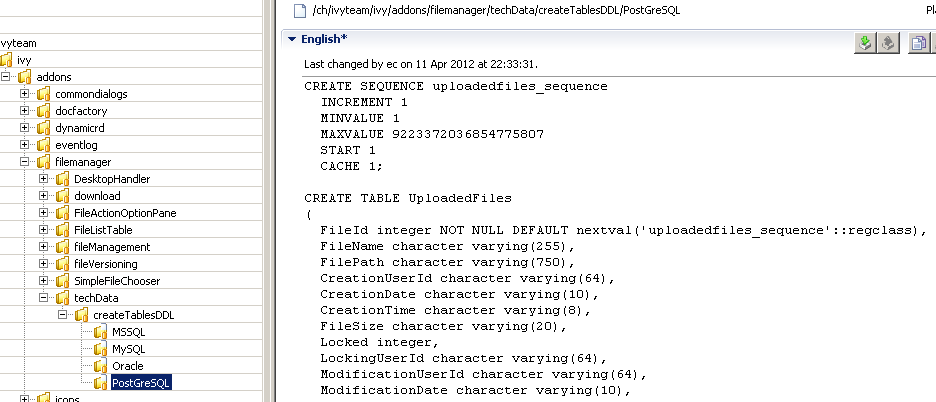 /ch/ivyteam/ivy/addons/filemanager/techData/createTablesDDL/PostGreSQL
Pl
vyteam
ivy
addons
commondialogs
docfactory
dynamicrd
eventlog
filemanager
DesktopHandler
download
FileActionOptionPane
FileListTable
fileManagement
fileVersioning
SimpleFileChooser
techData
createTablesDDL
MSSQL
MySQL
Oracle
PostGreSQL
icons
English*
Last changed by ec on 11 Apr 2012 at 22:33:31.
CREATE SEQUENCE uploadedfiles_sequence
INCREMENT 1
MINVALUE 1
MAXVALUE 9223372036854775807
START 1
CACHE 1;
CREATE TABLE UploadedFiles
(
FileId integer NOT NULL DEFAULT nextval('uploadedfiles_sequence'::regclass),
FileName character varying(255),
FilePath character varying(750),
CreationUserId character varying(64),
CreationDate character varying(10),
CreationTime character varying(8),
FileSize character varying(20),
Locked integer,
LockingUserId character varying(64),
ModificationUserId character varying(64),
ModificationDate character varying(10),